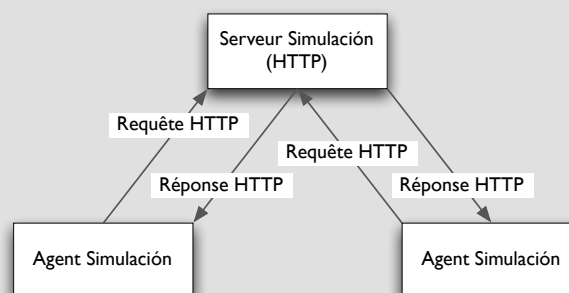 Serveur Simulación
(HTTP)
Requête HTTP
Requête HTTP
Réponse HTTP
Réponse HTTP
Agent Simulación
Agent Simulación